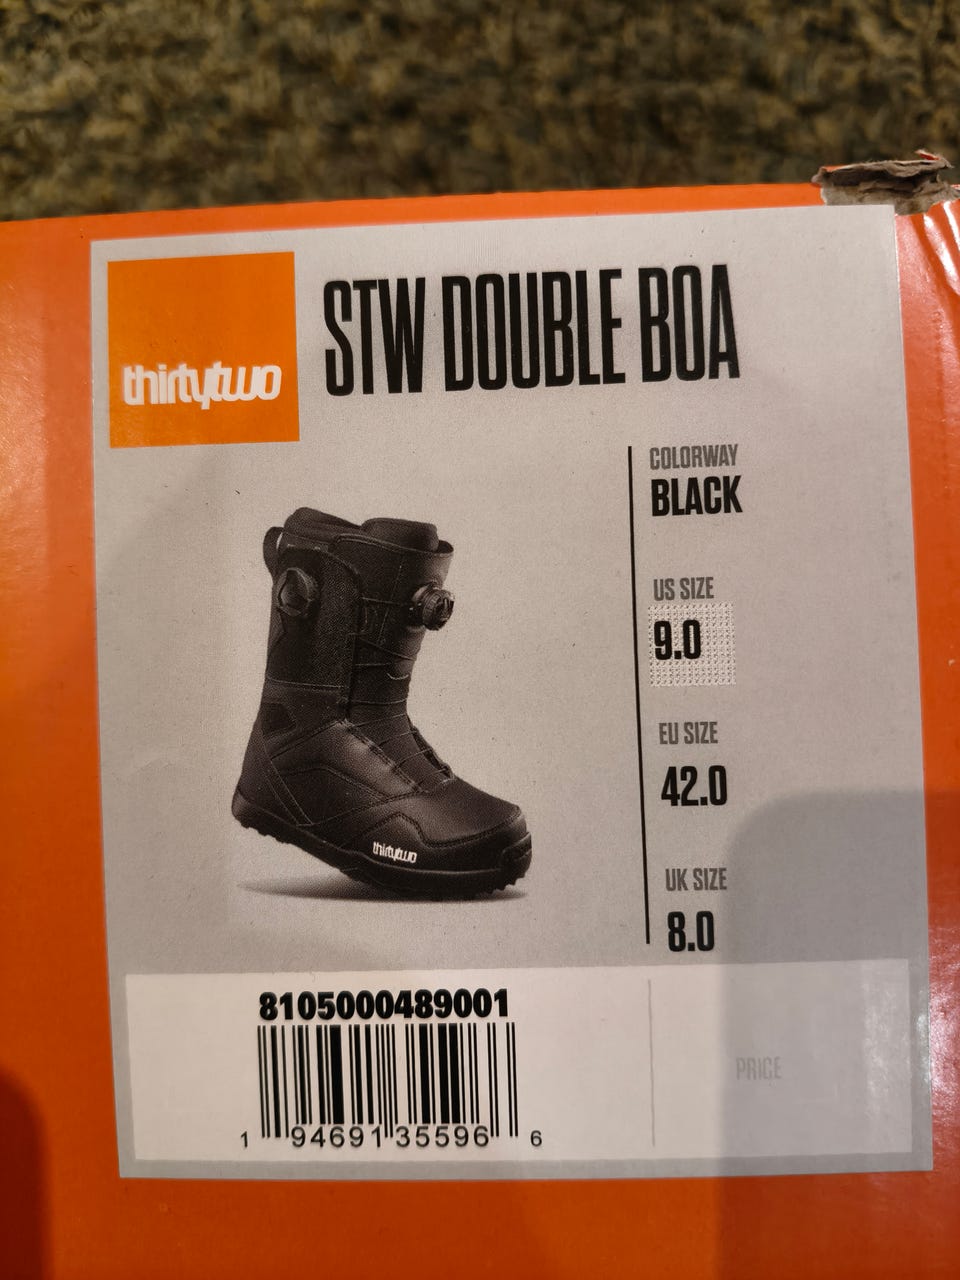 thirtytwo
STW DOUBLE BOA
COLORWAY
BLACK
US SIZE
9.0
EU SIZE
42.0
UK SIZE
8.0
thirtytwo
8105000489001
1 94691 35596 6
PRICE